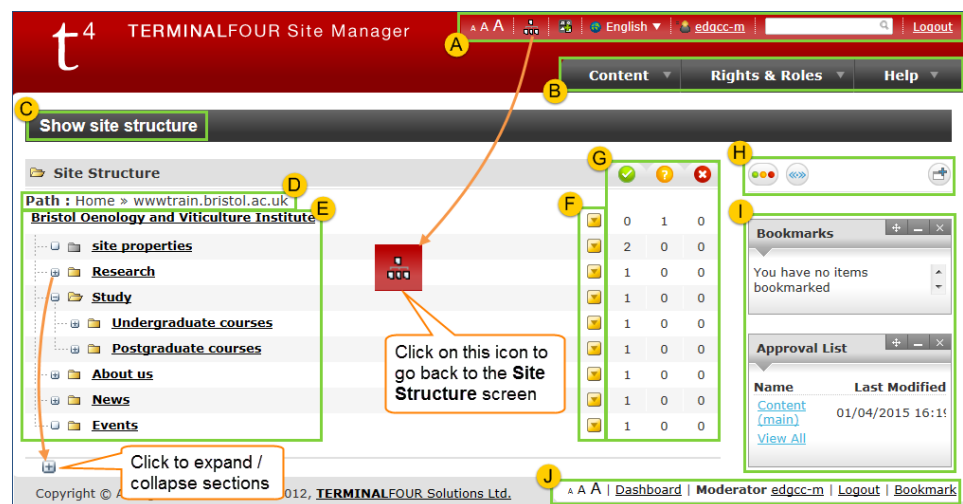 t4 TERMINALFOUR Site Manager
A A A English ▼ edgcc-m Logout
A
Content ▼ Rights & Roles ▼ Help ▼
B
C
Show site structure
Site Structure
G
H
D
Path : Home » wwwtrain.bristol.ac.uk
E
F
I
Bristol Oenology and Viticulture Institute 0 1 0
site properties 2 0 0
Research 1 0 0
Study 1 0 0
Undergraduate courses 1 0 0
Postgraduate courses 1 0 0
About us 1 0 0
News 1 0 0
Events 1 0 0
Click on this icon to
go back to the Site
Structure screen
Bookmarks
You have no items
bookmarked
Approval List
Name Last Modified
Content
(main) 01/04/2015 16:19
View All
Click to expand /
collapse sections
J
Copyright © 012, TERMINALFOUR Solutions Ltd.
A A A | Dashboard | Moderator edgcc-m | Logout | Bookmark